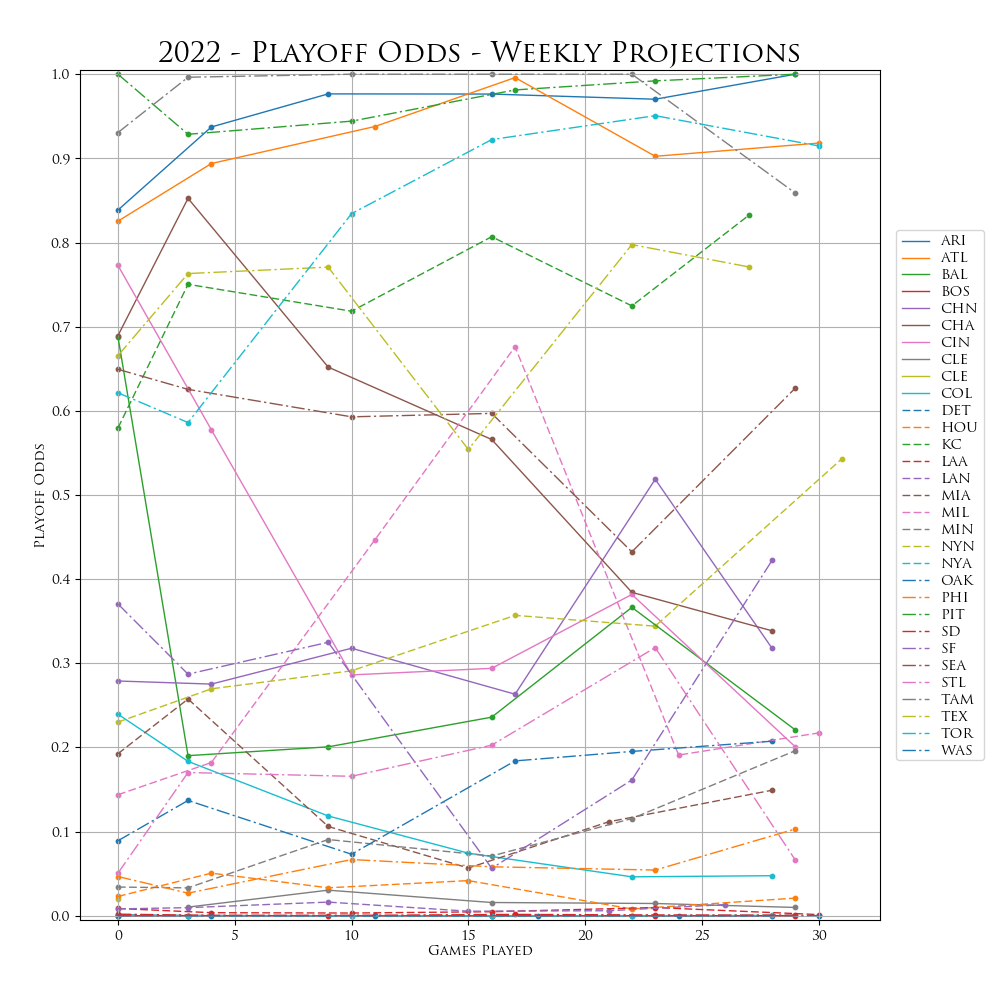 2022 - Playoff Odds - Weekly Projections
1.0
0.9
0.8
0.7
0.6
0.5
0.4
0.3
0.2
0.1
0.0
Playoff Odds
0 5 10 15 20 25 30
Games Played
ARI
ATL
BAL
BOS
CHN
CHA
CIN
CLE
CLE
COL
DET
HOU
KC
LAA
LAN
MIA
MIL
MIN
NYN
NYA
OAK
PHI
PIT
SD
SF
SEA
STL
TAM
TEX
TOR
WAS